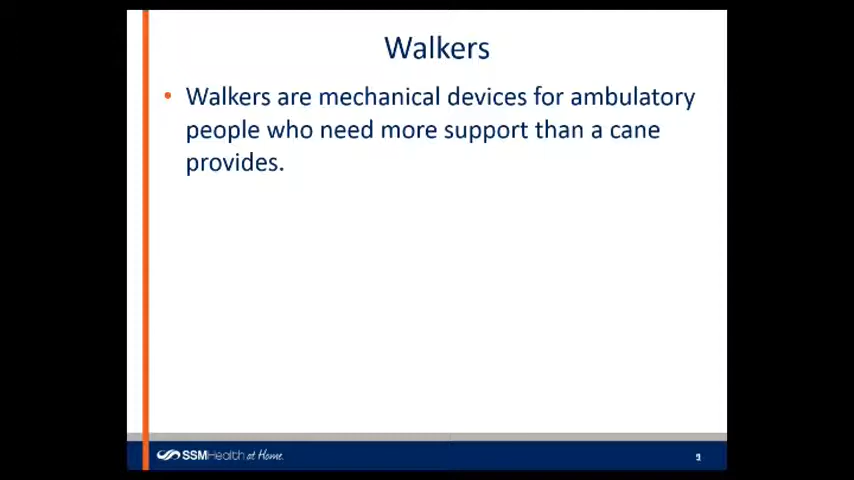 Walkers
• Walkers are mechanical devices for ambulatory
people who need more support than a cane
provides.
SSMHealth at Home.